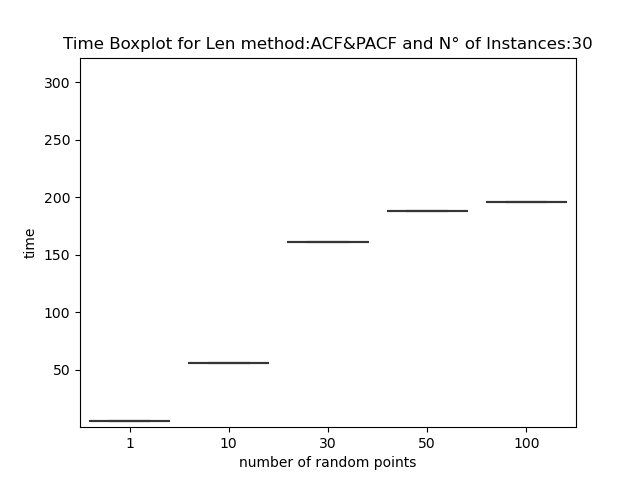 Time Boxplot for Len method:ACF&PACF and N° of Instances:30
300
250
200
150
100
50
time
1 10 30 50 100
number of random points